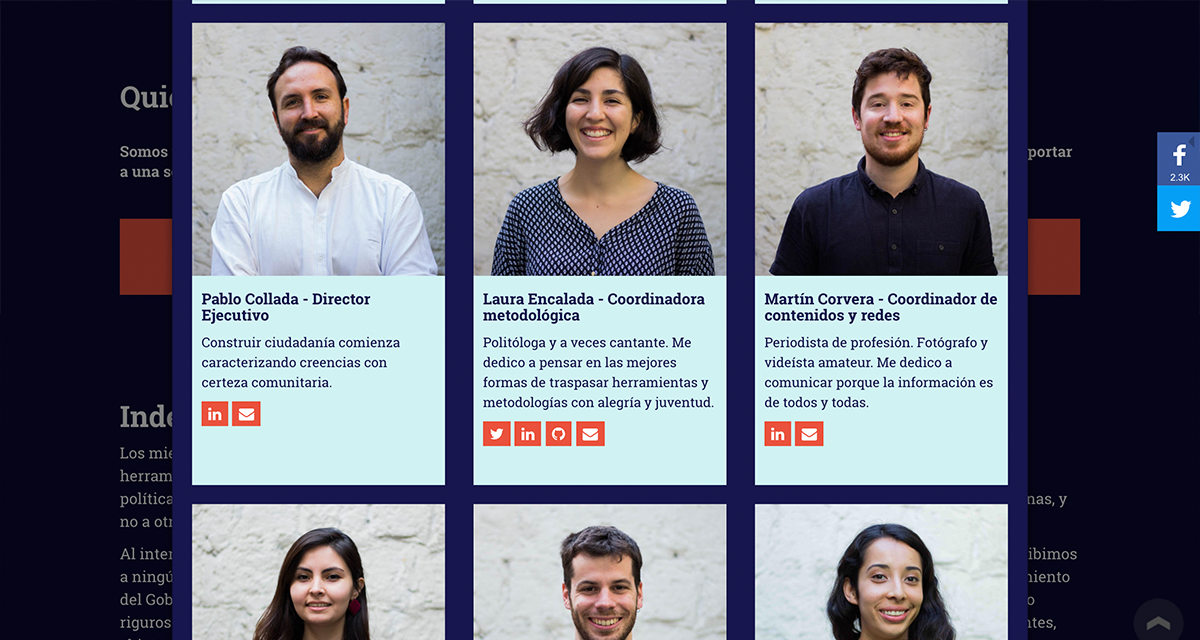 Somos
a una s
portar
2.3K
Pablo Collada - Director
Ejecutivo
Construir ciudadanía comienza
caracterizando creencias con
certeza comunitaria.
Laura Encalada - Coordinadora
metodológica
Politóloga y a veces cantante. Me
dedico a pensar en las mejores
formas de traspasar herramientas y
metodologías con alegría y juventud.
Martín Corvera - Coordinador de
contenidos y redes
Periodista de profesión. Fotógrafo y
videísta amateur. Me dedico a
comunicar porque la información es
de todos y todas.
Los mie
herram
política
no a otr
nas, y
Al inter
a ningú
del Gob
riguros
ibimos
miento
o
ntes,